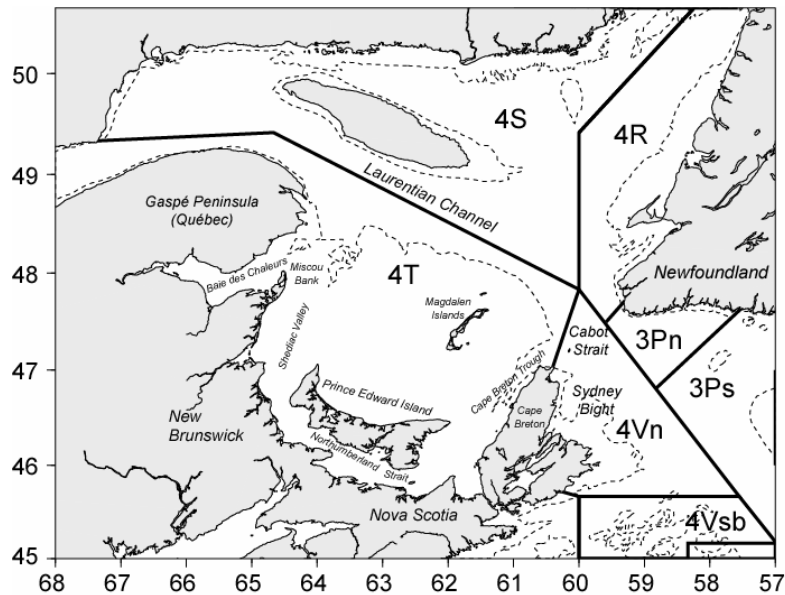 50
4S
4R
49
Laurentian Channel
Gaspé Peninsula
(Québec)
48
Baie des Chaleurs
Miscou
Bank
4T
Newfoundland
Magdalen
Islands
Shediac Valley
Cabot
Strait
3Pn
47
Cape Breton Trough
3Ps
Prince Edward Island
Sydney
Bight
New
Brunswick
Cape
Breton
4Vn
46
Northumberland Strait
Nova Scotia
4Vsb
45
68 67 66 65 64 63 62 61 60 59 58 57